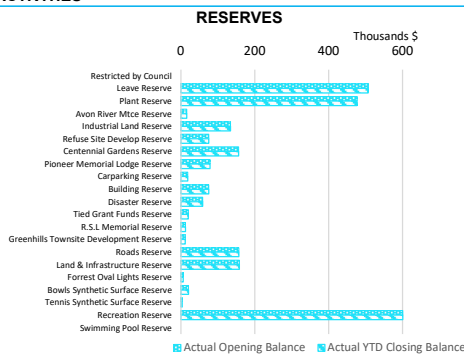 RESERVES
Thousands $
0 200 400 600
Restricted by Council
Leave Reserve
Plant Reserve
Avon River Mtce Reserve
Industrial Land Reserve
Refuse Site Develop Reserve
Centennial Gardens Reserve
Pioneer Memorial Lodge Reserve
Carparking Reserve
Building Reserve
Disaster Reserve
Tied Grant Funds Reserve
R.S.L Memorial Reserve
Greenhills Townsite Development Reserve
Roads Reserve
Land & Infrastructure Reserve
Forrest Oval Lights Reserve
Bowls Synthetic Surface Reserve
Tennis Synthetic Surface Reserve
Recreation Reserve
Swimming Pool Reserve
Actual Opening Balance Actual YTD Closing Balance